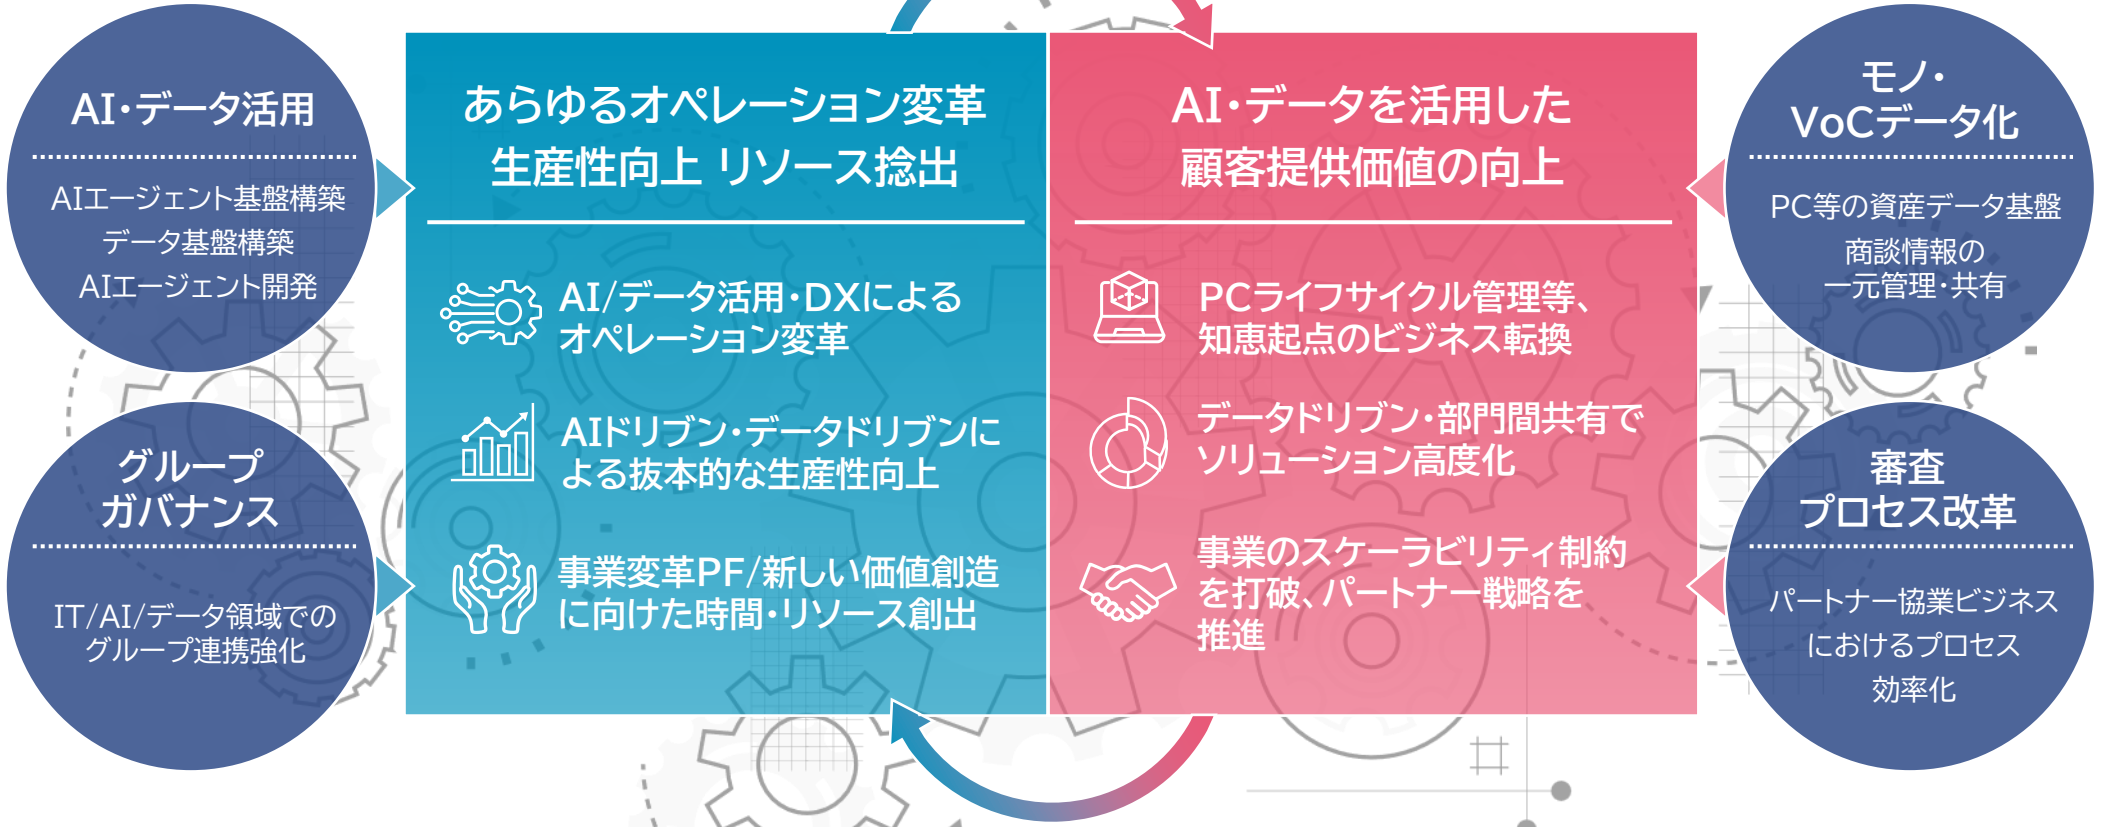 AI・データ活用
AIエージェント基盤構築
データ基盤構築
AIエージェント開発
グループ
ガバナンス
IT/AI/データ領域での
グループ連携強化
あらゆるオペレーション変革
生産性向上 リソース捻出
AI/データ活用・DXによる
オペレーション変革
AIドリブン・データドリブンに
よる抜本的な生産性向上
事業変革PF/新しい価値創造
に向けた時間・リソース創出
AI・データを活用した
顧客提供価値の向上
PCライフサイクル管理等、
知恵起点のビジネス転換
データドリブン・部門間共有で
ソリューション高度化
事業のスケーラビリティ制約
を打破、パートナー戦略を
推進
モノ・
VoCデータ化
PC等の資産データ基盤
商談情報の
一元管理・共有
審査
プロセス改革
パートナー協業ビジネス
におけるプロセス
効率化